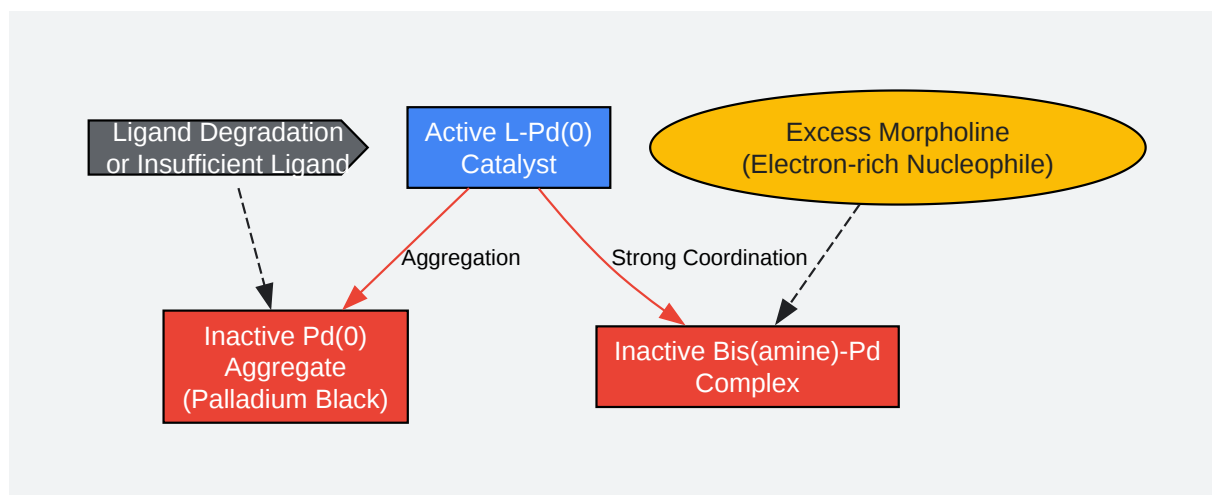 Ligand Degradation
or Insufficient Ligand
Active L-Pd(0)
Catalyst
Excess Morpholine
(Electron-rich Nucleophile)
Aggregation
Strong Coordination
Inactive Pd(0)
Aggregate
(Palladium Black)
Inactive Bis(amine)-Pd
Complex